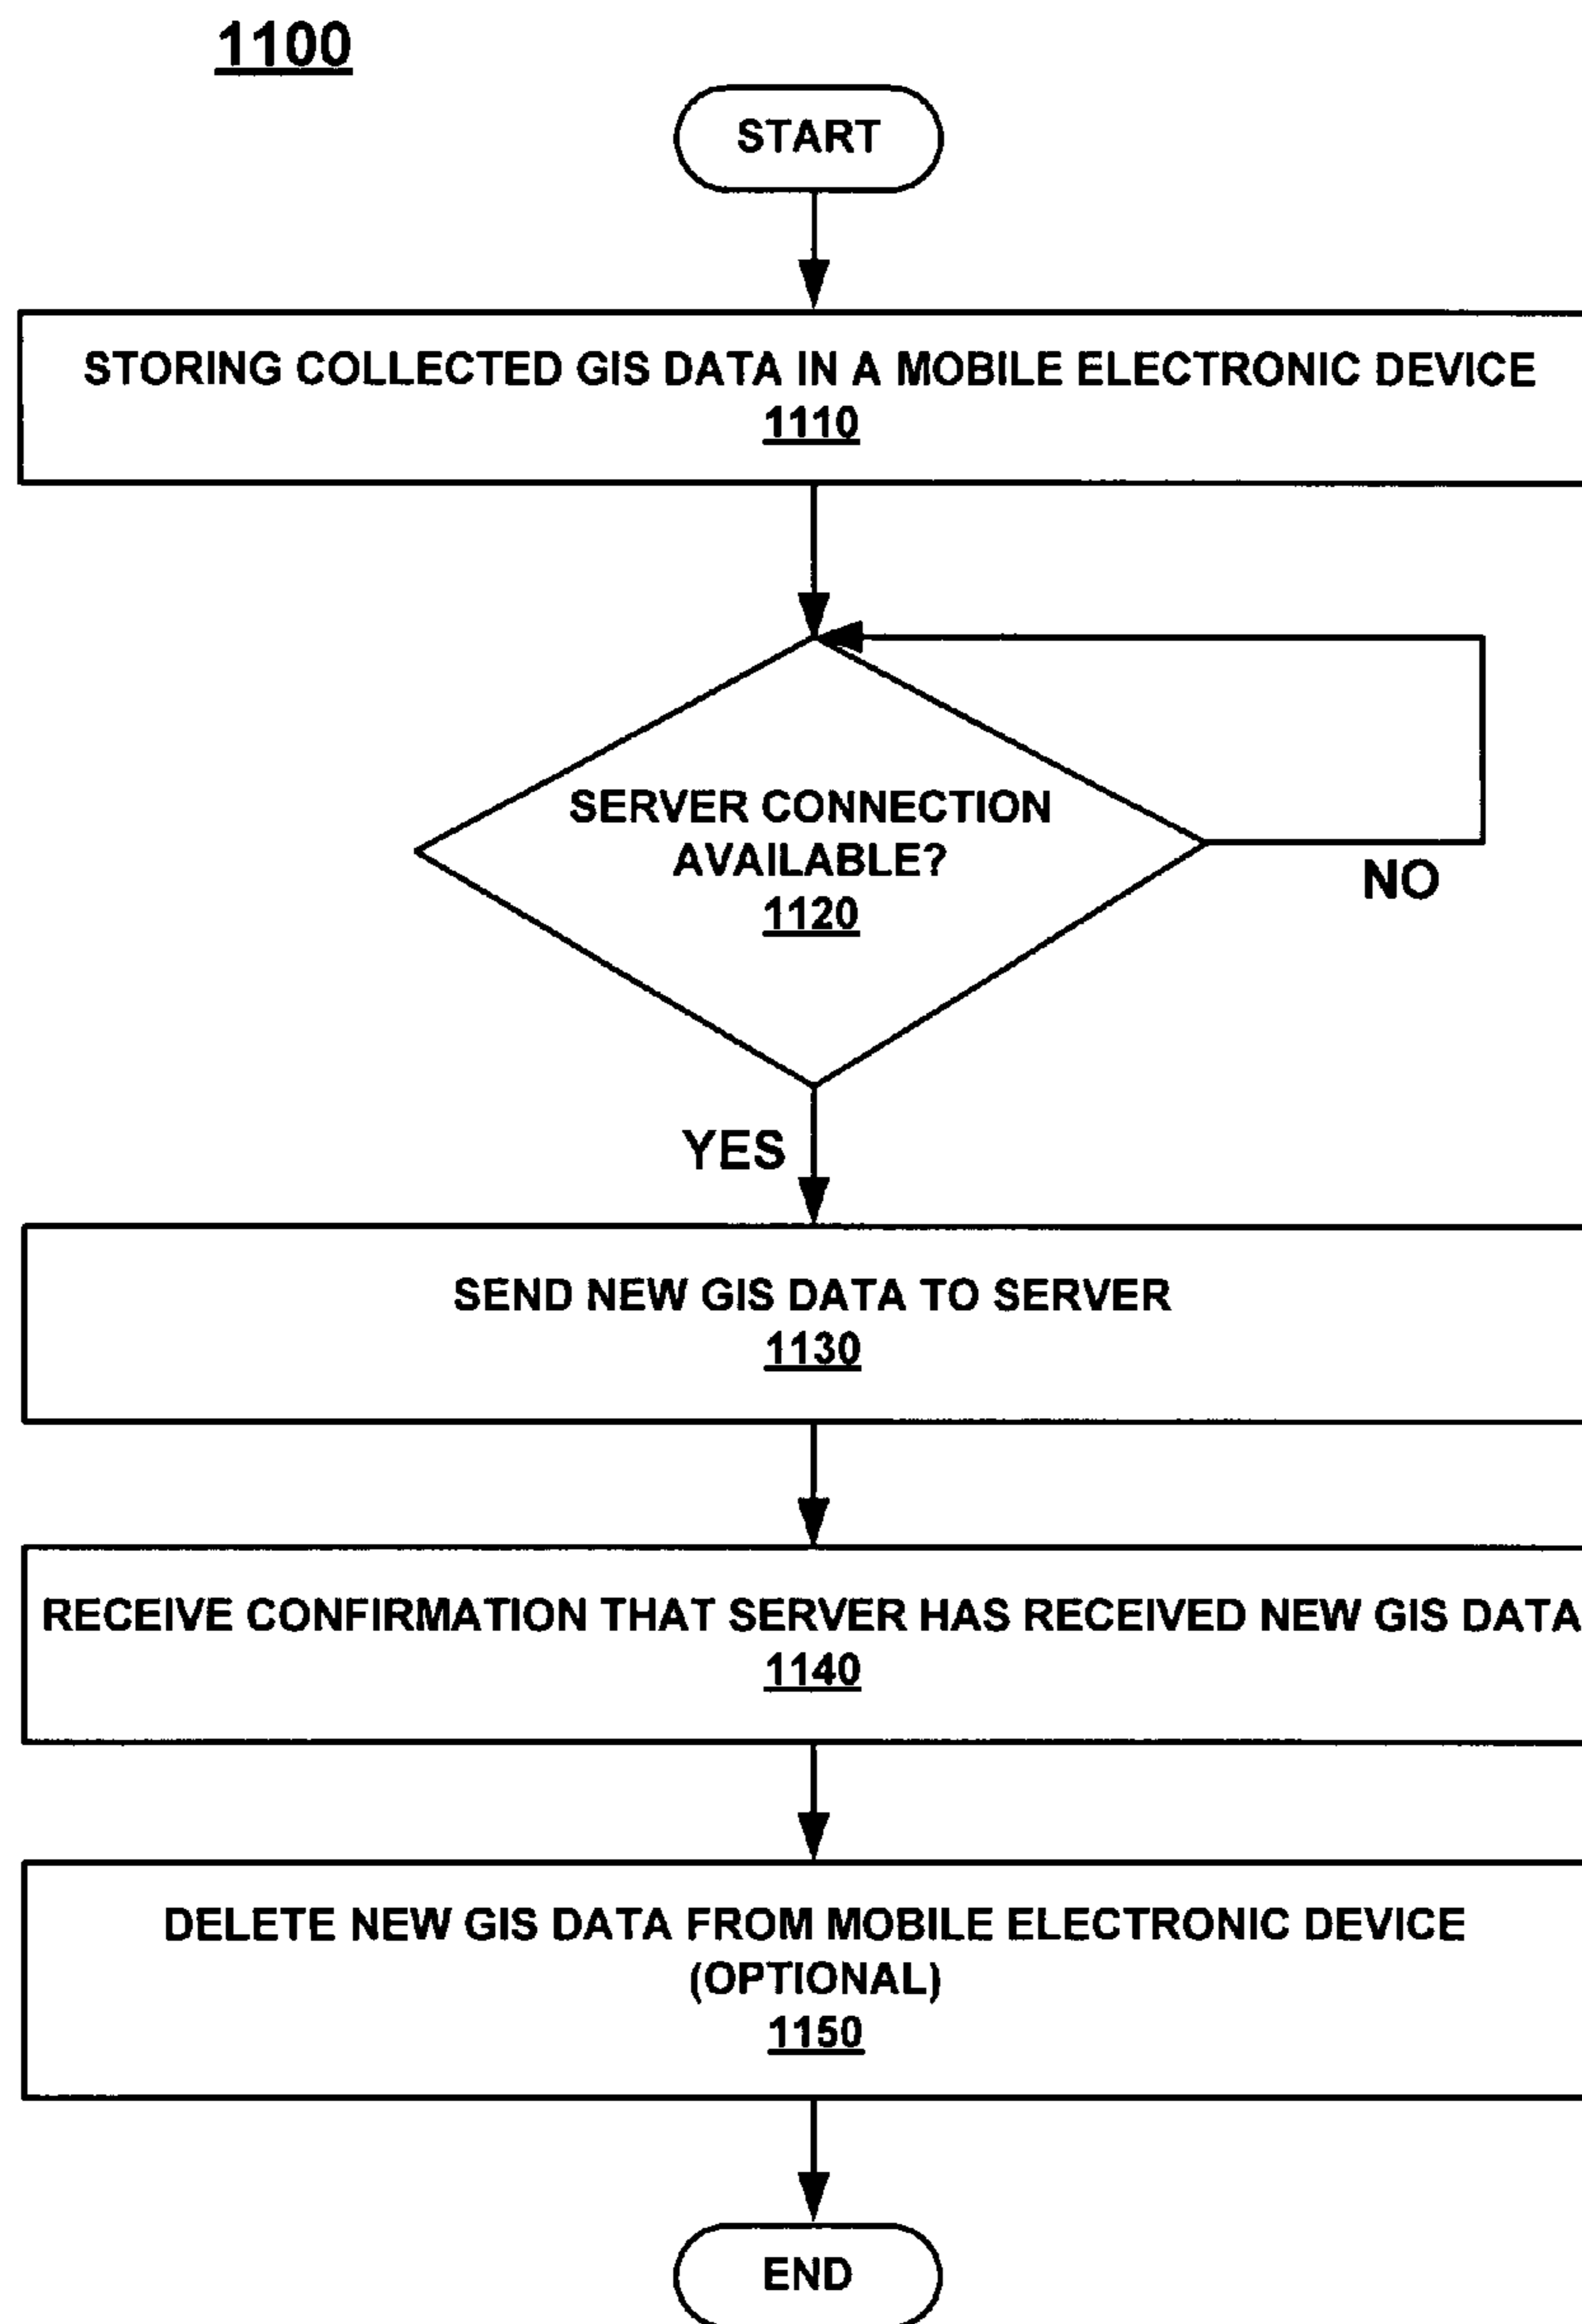 1100
START
STORING COLLECTED GIS DATA IN A MOBILE ELECTRONIC DEVICE
1110
SERVER CONNECTION
AVAILABLE?
1120
NO
YES
SEND NEW GIS DATA TO SERVER
1130
RECEIVE CONFIRMATION THAT SERVER HAS RECEIVED NEW GIS DATA
1140
DELETE NEW GIS DATA FROM MOBILE ELECTRONIC DEVICE
(OPTIONAL)
1150
END